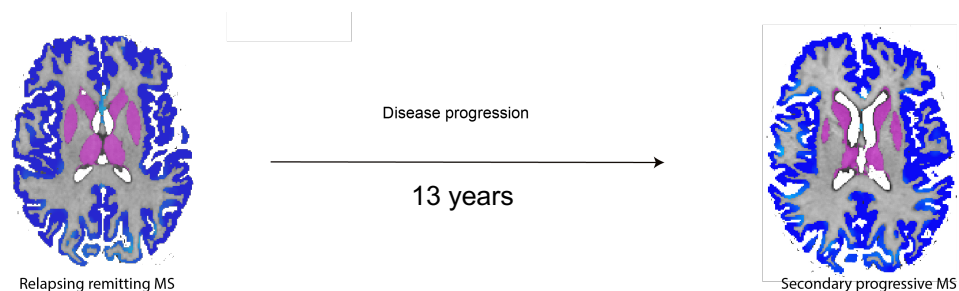 Disease progression
13 years
Relapsing remitting MS
Secondary progressive MS